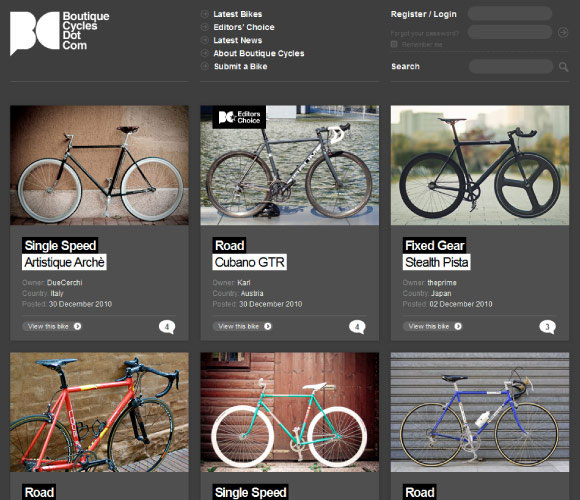 Boutique
Cycles
Dot
Com
Latest Bikes
Editors' Choice
Latest News
About Boutique Cycles
Submit a Bike
Register / Login
Forgot your password?
Remember me
Search
BC. Editors
Choice
Single Speed
Artistique Archè
Owner: DueCerchi
Country: Italy
Posted: 30 December 2010
View this bike
4
Road
Cubano GTR
Owner: Karl
Country: Austria
Posted: 30 December 2010
View this bike
4
Fixed Gear
Stealth Pista
Owner: theprime
Country: Japan
Posted: 02 December 2010
View this bike
3
Road
Single Speed
Road